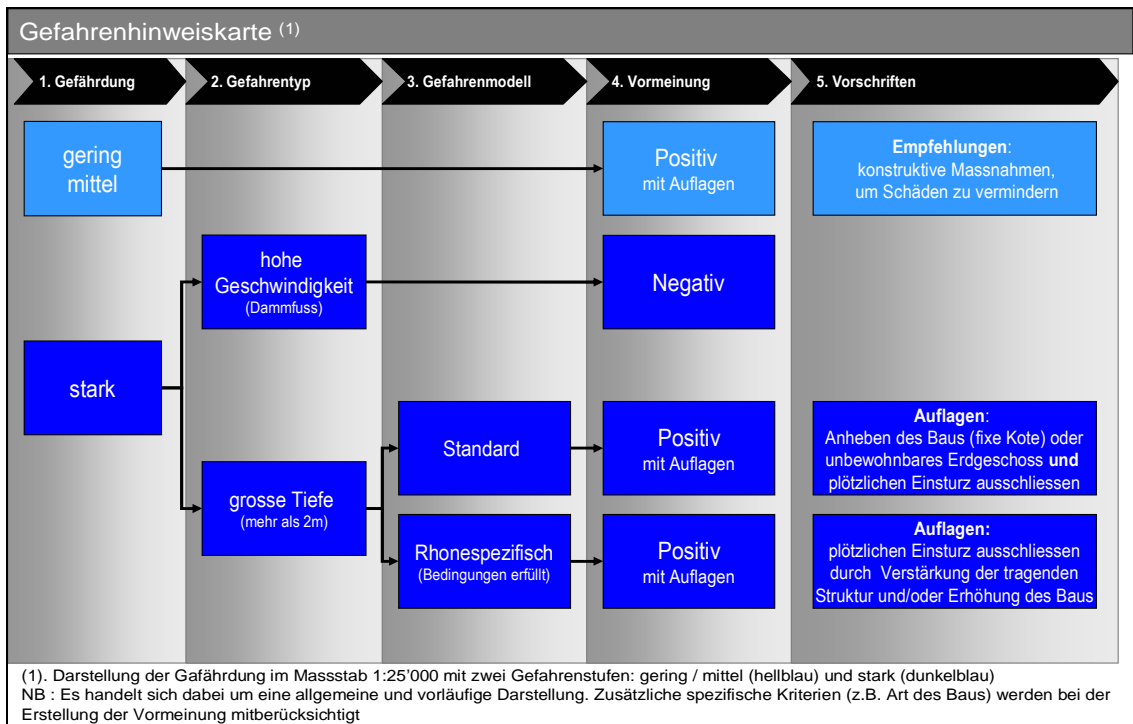 Gefahrenhinweiskarte (1)
1. Gefährdung
2. Gefahrentyp
3. Gefahrenmodell
4. Vormeinung
5. Vorschriften
gering
mittel
Positiv
mit Auflagen
Empfehlungen:
konstruktive Massnahmen,
um Schäden zu vermindern
hohe
Geschwindigkeit
(Dammfuss)
Negativ
stark
Standard
Positiv
mit Auflagen
Auflagen:
Anheben des Baus (fixe Kote) oder
unbewohnbares Erdgeschoss und
plötzlichen Einsturz ausschliessen
grosse Tiefe
(mehr als 2m)
Rhonespezifisch
(Bedingungen erfüllt)
Positiv
mit Auflagen
Auflagen:
plötzlichen Einsturz ausschliessen
durch Verstärkung der tragenden
Struktur und/oder Erhöhung des Baus
(1). Darstellung der Gafährdung im Massstab 1:25'000 mit zwei Gefahrenstufen: gering / mittel (hellblau) und stark (dunkelblau)
NB : Es handelt sich dabei um eine allgemeine und vorläufige Darstellung. Zusätzliche spezifische Kriterien (z.B. Art des Baus) werden bei der
Erstellung der Vormeinung mitberücksichtigt